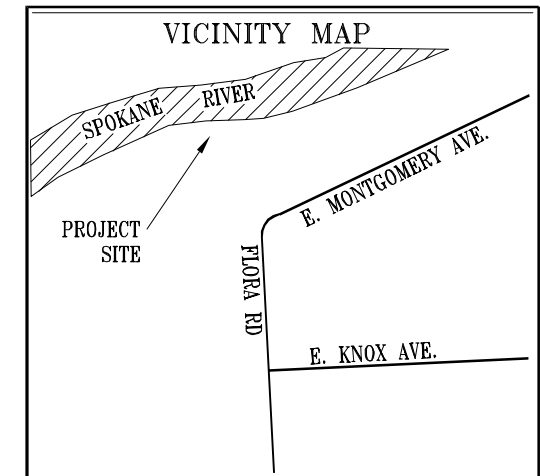 VICINITY MAP
SPOKANE RIVER
E. MONTGOMERY AVE.
PROJECT
SITE
FLORA RD
E. KNOX AVE.